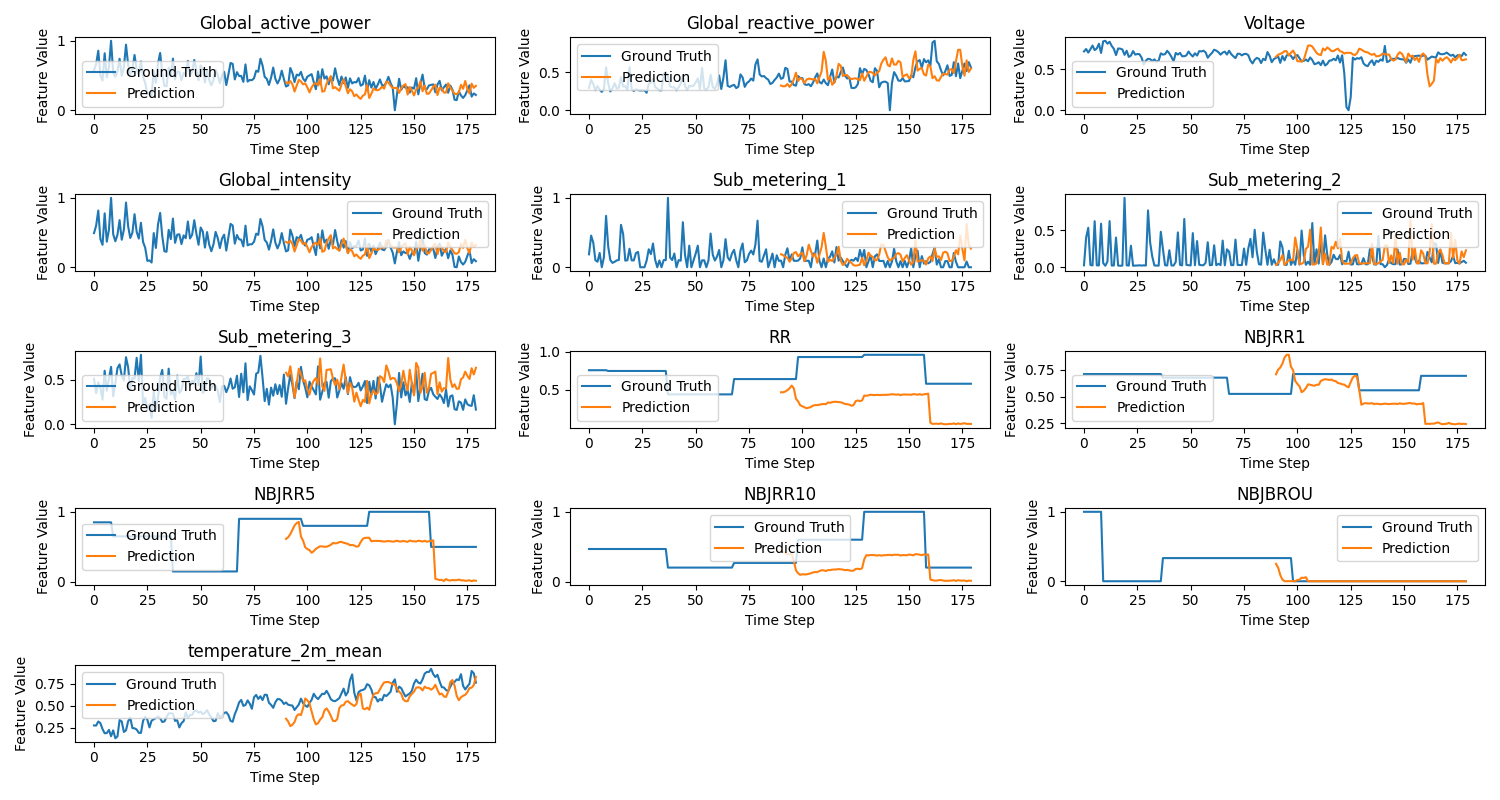 Global_active_power
Feature Value
1
0
Ground Truth
Prediction
0 25 50 75 100 125 150 175
Time Step
Global_reactive_power
Feature Value
0.5
0.0
Ground Truth
Prediction
0 25 50 75 100 125 150 175
Time Step
Voltage
Feature Value
0.5
0.0
Ground Truth
Prediction
0 25 50 75 100 125 150 175
Time Step
Global_intensity
Feature Value
1
0
Ground Truth
Prediction
0 25 50 75 100 125 150 175
Time Step
Sub_metering_1
Feature Value
1
0
Ground Truth
Prediction
0 25 50 75 100 125 150 175
Time Step
Sub_metering_2
Feature Value
0.5
0.0
Ground Truth
Prediction
0 25 50 75 100 125 150 175
Time Step
Sub_metering_3
Feature Value
0.5
0.0
Ground Truth
Prediction
0 25 50 75 100 125 150 175
Time Step
RR
Feature Value
1.0
0.5
Ground Truth
Prediction
0 25 50 75 100 125 150 175
Time Step
NBJRR1
Feature Value
0.75
0.50
0.25
Ground Truth
Prediction
0 25 50 75 100 125 150 175
Time Step
NBJRR5
Feature Value
1
0
Ground Truth
Prediction
0 25 50 75 100 125 150 175
Time Step
NBJRR10
Feature Value
1
0
Ground Truth
Prediction
0 25 50 75 100 125 150 175
Time Step
NBJBROU
Feature Value
1
0
Ground Truth
Prediction
0 25 50 75 100 125 150 175
Time Step
temperature_2m_mean
Feature Value
0.75
0.50
0.25
Ground Truth
Prediction
0 25 50 75 100 125 150 175
Time Step